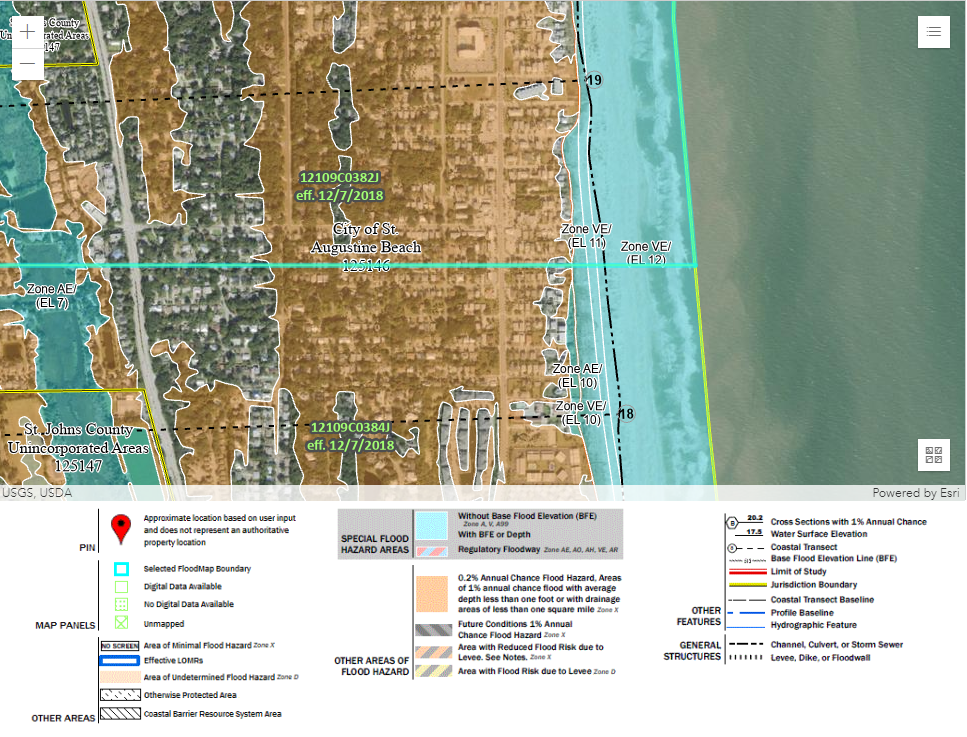 s County
Un
rated Areas
147
+
−
19
12109C0382J
eff. 12/7/2018
City of St.
Augustine Beach
125146
Zone VE/
(EL 11)
Zone VE/
(EL 12)
Zone AE/
(EL 7)
Zone AE/
(EL 10)
Zone VE/
(EL 10)
18
12109C0384J
eff. 12/7/2018
St. Johns County
Unincorporated Areas
125147
USGS, USDA
Powered by Esri
PIN
Approximate location based on user input
and does not represent an authoritative
property location
MAP PANELS
Selected FloodMap Boundary
Digital Data Available
No Digital Data Available
Unmapped
OTHER AREAS
NO SCREEN Area of Minimal Flood Hazard Zone X
Effective LOMRs
Area of Undetermined Flood Hazard Zone D
Otherwise Protected Area
Coastal Barrier Resource System Area
SPECIAL FLOOD
HAZARD AREAS
Without Base Flood Elevation (BFE)
Zone A, V, A99
With BFE or Depth
Regulatory Floodway Zone AE, AO, AH, VE, AR
OTHER AREAS OF
FLOOD HAZARD
0.2% Annual Chance Flood Hazard, Areas
of 1% annual chance flood with average
depth less than one foot or with drainage
areas of less than one square mile Zone X
Future Conditions 1% Annual
Chance Flood Hazard Zone X
Area with Reduced Flood Risk due to
Levee. See Notes. Zone X
Area with Flood Risk due to Levee Zone D
OTHER
FEATURES
20.2
B Cross Sections with 1% Annual Chance
17.5 Water Surface Elevation
8 Coastal Transect
513 Base Flood Elevation Line (BFE)
Limit of Study
Jurisdiction Boundary
Coastal Transect Baseline
Profile Baseline
Hydrographic Feature
GENERAL
STRUCTURES
Channel, Culvert, or Storm Sewer
Levee, Dike, or Floodwall